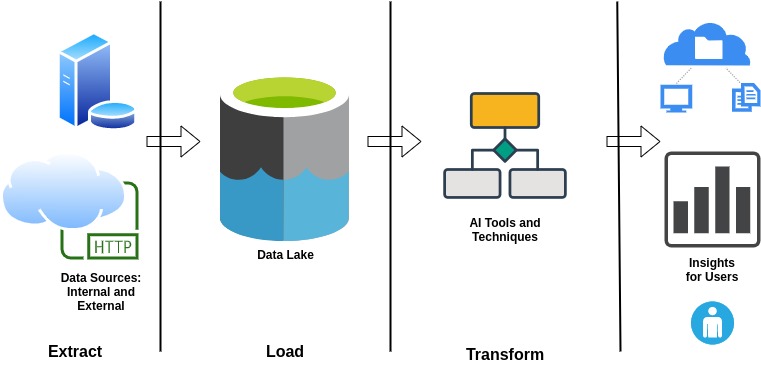 HTTP
Data Sources:
Internal and
External
Extract
Data Lake
Load
AI Tools and
Techniques
Transform
Insights
for Users